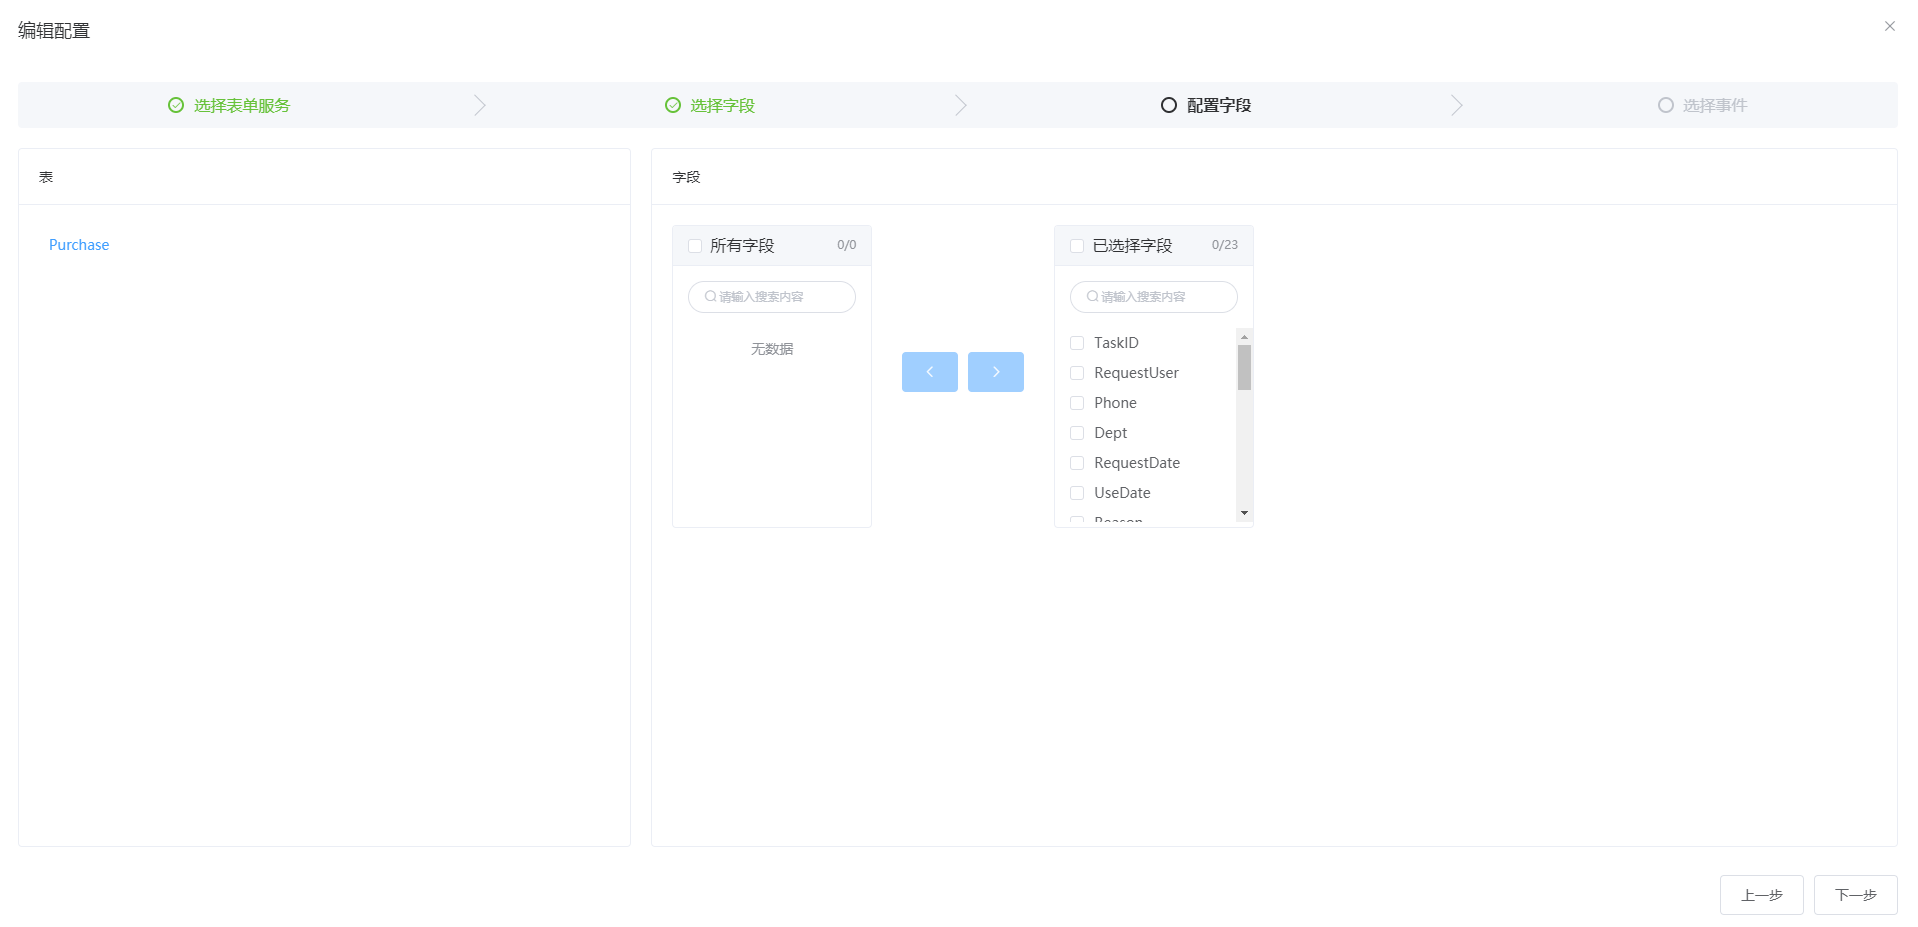 编辑配置
选择表单服务
选择字段
配置字段
选择事件
表
Purchase
字段
所有字段 0/0
请输入搜索内容
无数据
已选择字段 0/23
请输入搜索内容
TaskID
RequestUser
Phone
Dept
RequestDate
UseDate
Reason
上一步
下一步